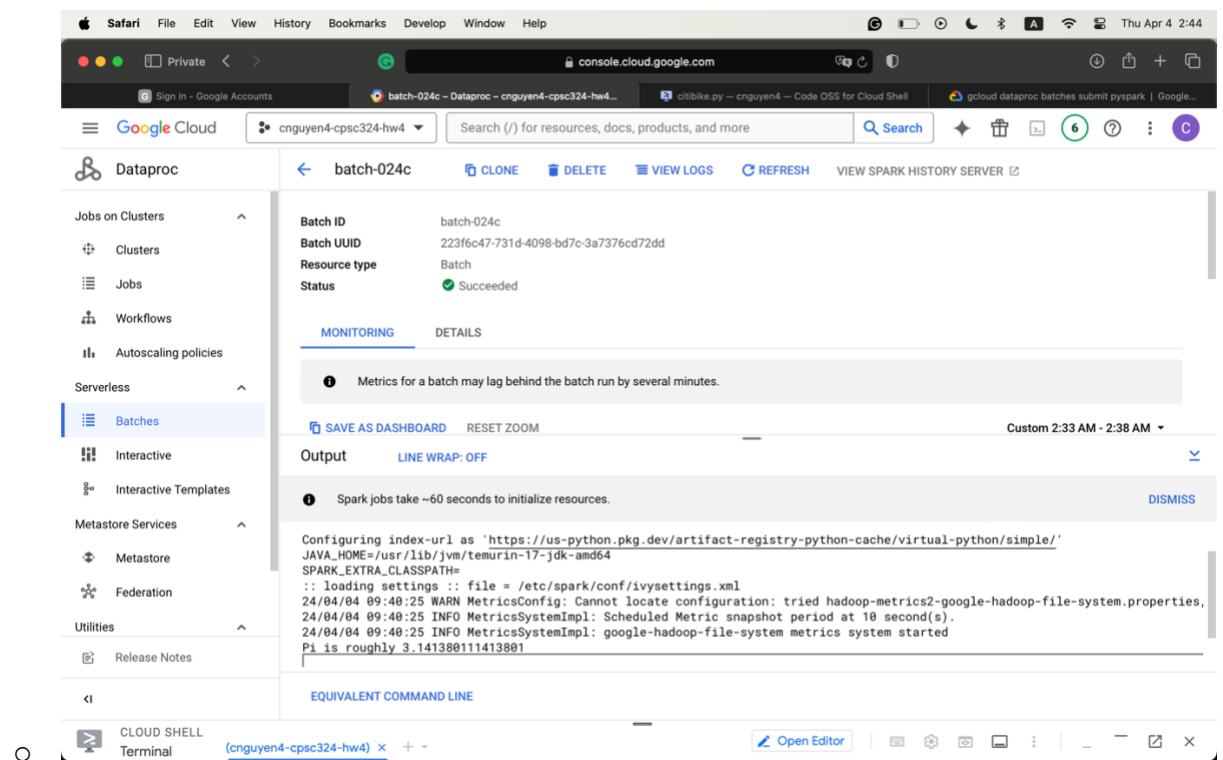 Safari File Edit View History Bookmarks Develop Window Help A Thu Apr 4 2:44
Private console.cloud.google.com
G Sign in - Google Accounts batch-024c – Dataproc – cnguyen4-cpsc324-hw4... citibike.py — cnguyen4 — Code OSS for Cloud Shell gcloud dataproc batches submit pyspark | Google...
Google Cloud cnguyen4-cpsc324-hw4 Search (/) for resources, docs, products, and more Search 6 C
Dataproc batch-024c CLONE DELETE VIEW LOGS REFRESH VIEW SPARK HISTORY SERVER
Jobs on Clusters
Clusters
Jobs
Workflows
Autoscaling policies
Serverless
Batches
Interactive
Interactive Templates
Metastore Services
Metastore
Federation
Utilities
Release Notes
Batch ID batch-024c
Batch UUID 223f6c47-731d-4098-bd7c-3a7376cd72dd
Resource type Batch
Status Succeeded
MONITORING DETAILS
Metrics for a batch may lag behind the batch run by several minutes.
SAVE AS DASHBOARD RESET ZOOM Custom 2:33 AM - 2:38 AM
Output LINE WRAP: OFF
Spark jobs take ~60 seconds to initialize resources. DISMISS
Configuring index-url as 'https://us-python.pkg.dev/artifact-registry-python-cache/virtual-python/simple/'
JAVA_HOME=/usr/lib/jvm/temurin-17-jdk-amd64
SPARK_EXTRA_CLASSPATH=
:: loading settings :: file = /etc/spark/conf/ivysettings.xml
24/04/04 09:40:25 WARN MetricsConfig: Cannot locate configuration: tried hadoop-metrics2-google-hadoop-file-system.properties,
24/04/04 09:40:25 INFO MetricsSystemImpl: Scheduled Metric snapshot period at 10 second(s).
24/04/04 09:40:25 INFO MetricsSystemImpl: google-hadoop-file-system metrics system started
Pi is roughly 3.141380111413801
EQUIVALENT COMMAND LINE
CLOUD SHELL
Terminal (cnguyen4-cpsc324-hw4) Open Editor